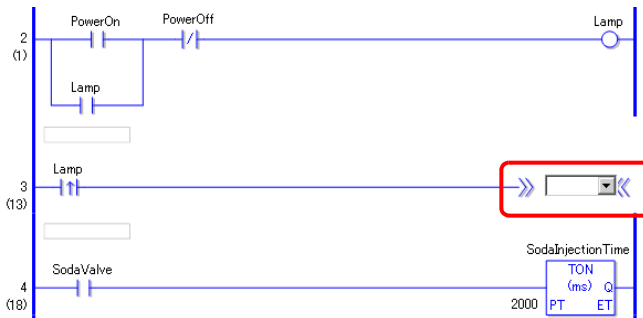 PowerOn PowerOff Lamp
2
(1)
Lamp
Lamp
3
(13)
SodaInjectionTime
SodaValve TON
4 (ms) Q
(18) 2000 PT ET